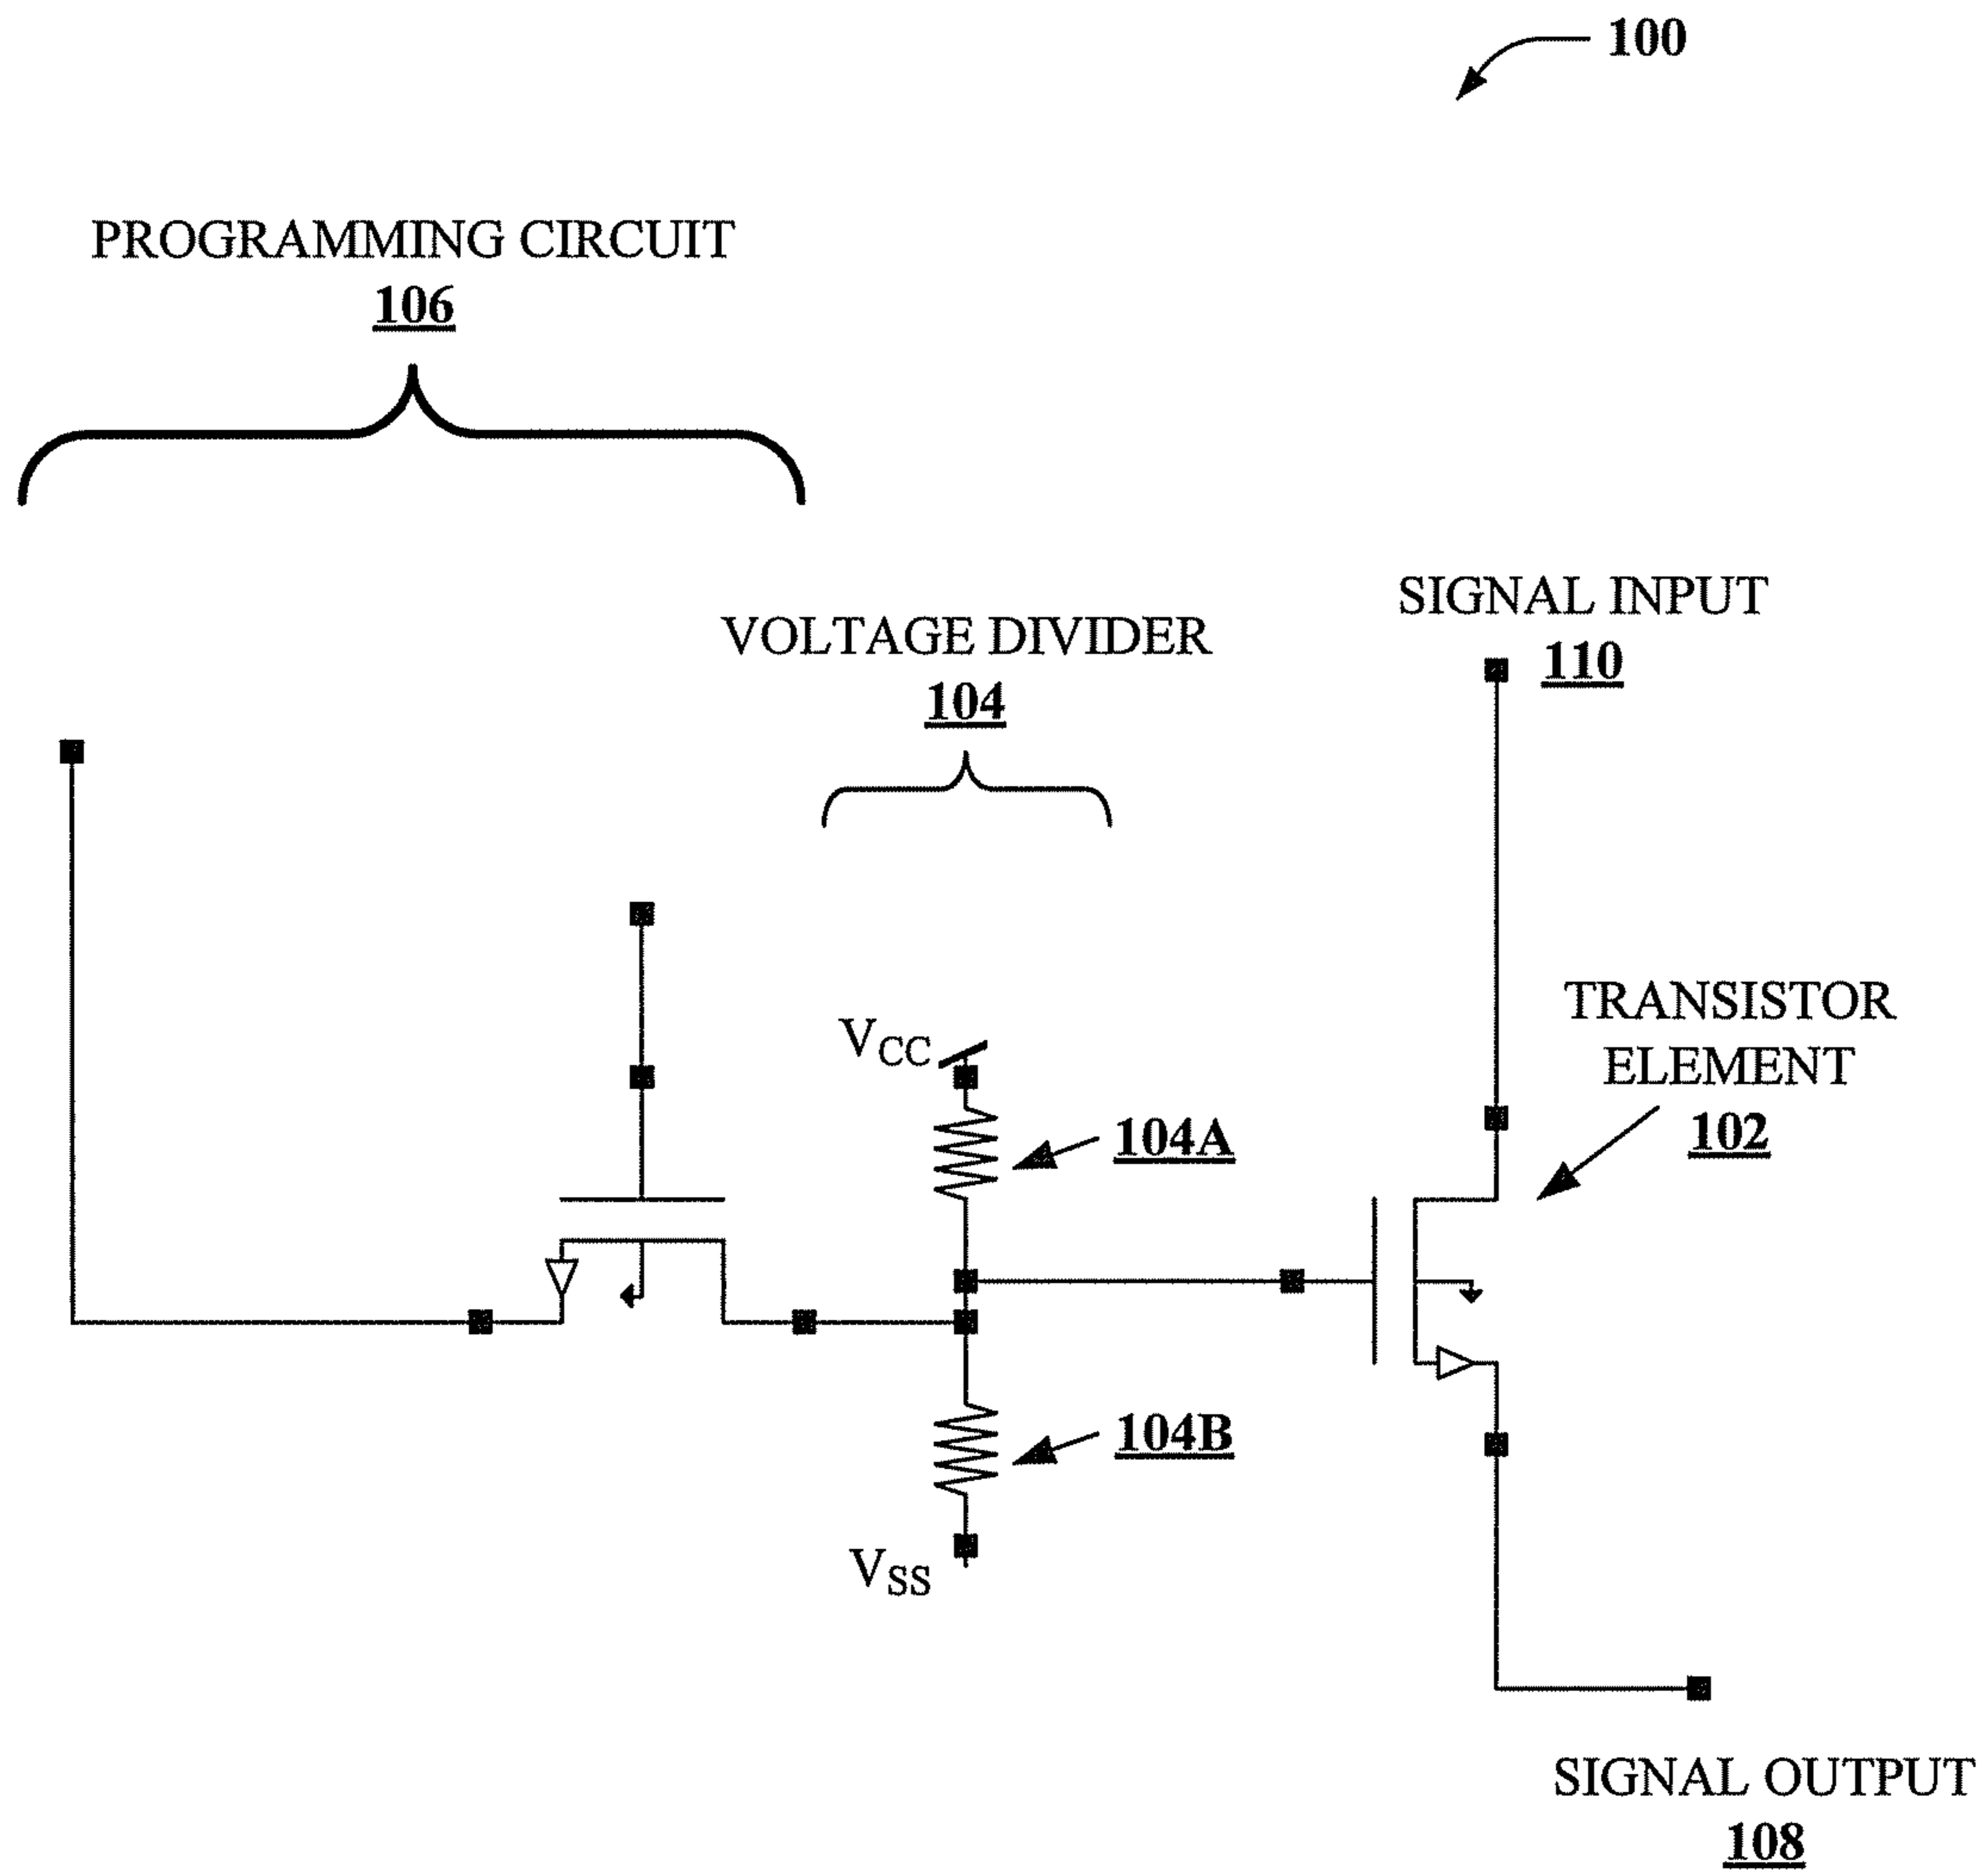 100
PROGRAMMING CIRCUIT
106
SIGNAL INPUT
110
VOLTAGE DIVIDER
104
TRANSISTOR
ELEMENT
102
VCC
104A
104B
VSS
SIGNAL OUTPUT
108